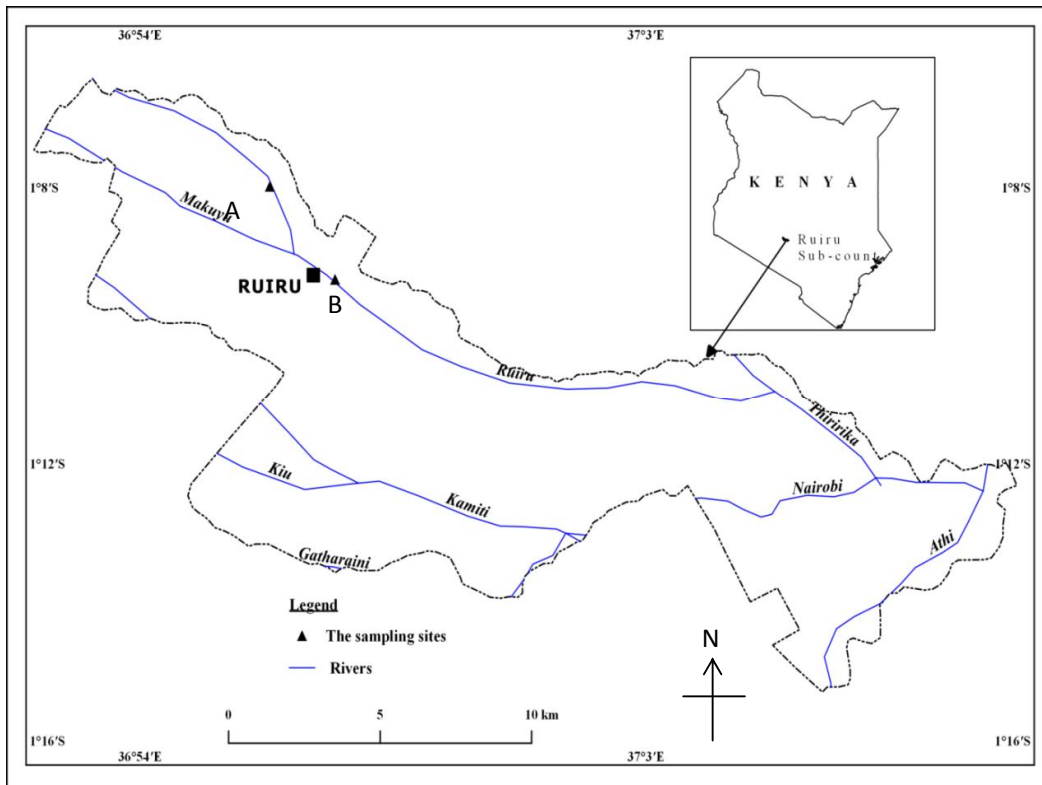 36°54'E
37°3'E
1°8'S
1°8'S
K E N Y A
Makuyu
A
Ruiru
Sub-count
RUIRU
B
Ruiru
Thiririka
1°12'S
1°12'S
Kiu
Nairobi
Kamiti
Athi
Gatharaini
Legend
The sampling sites
N
Rivers
0
5
10 km
1°16'S
1°16'S
36°54'E
37°3'E